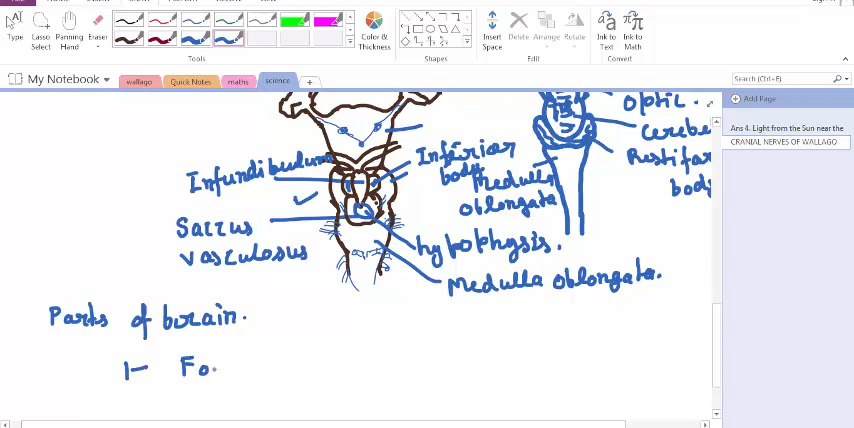 Type
Lasso Select
Panning Hand
Eraser
Color & Thickness
Insert Space
Delete
Arrange
Rotate
Ink to Text
Ink to Math
Tools
Shapes
Edit
Convert
My Notebook
wallago
Quick Notes
maths
science
Search (Ctrl+E)
Add Page
Ans 4. Light from the Sun near the
CRANIAL NERVES OF WALLAGO
optic.
Cerebe
Restifor
body
Infundibulum
Inferior
body
Medulla
oblongata
Saccus
vasculosus
hypophysis.
Medulla oblongata.
Parts of brain.
1- Fo